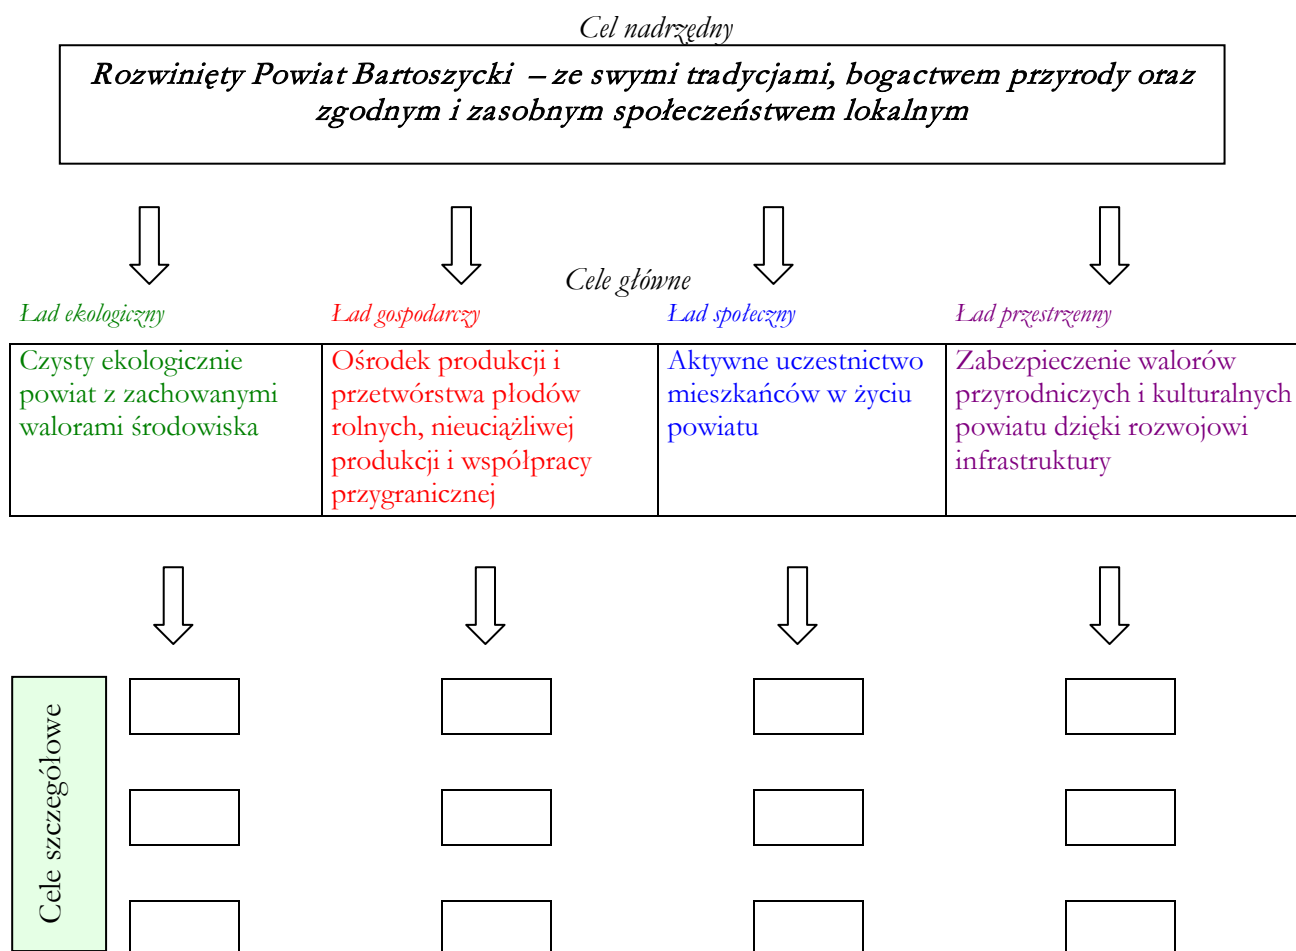 Cel nadrzędny
Rozwinięty Powiat Bartoszycki – ze swymi tradycjami, bogactwem przyrody oraz
zgodnym i zasobnym społeczeństwem lokalnym
Cele główne
Ład ekologiczny
Ład gospodarczy
Ład społeczny
Ład przestrzenny
Czysty ekologicznie
powiat z zachowanymi
walorami środowiska
Ośrodek produkcji i
przetwórstwa płodów
rolnych, nieuciążliwej
produkcji i współpracy
przygranicznej
Aktywne uczestnictwo
mieszkańców w życiu
powiatu
Zabezpieczenie walorów
przyrodniczych i kulturalnych
powiatu dzięki rozwojowi
infrastruktury
Cele szczegółowe